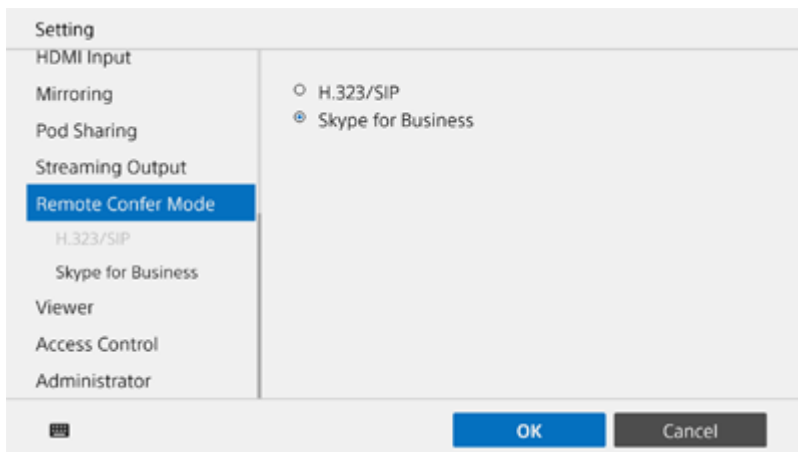 Setting
HDMI Input
Mirroring
Pod Sharing
Streaming Output
Remote Confer Mode
H.323/SIP
Skype for Business
Viewer
Access Control
Administrator
H.323/SIP
Skype for Business
OK
Cancel